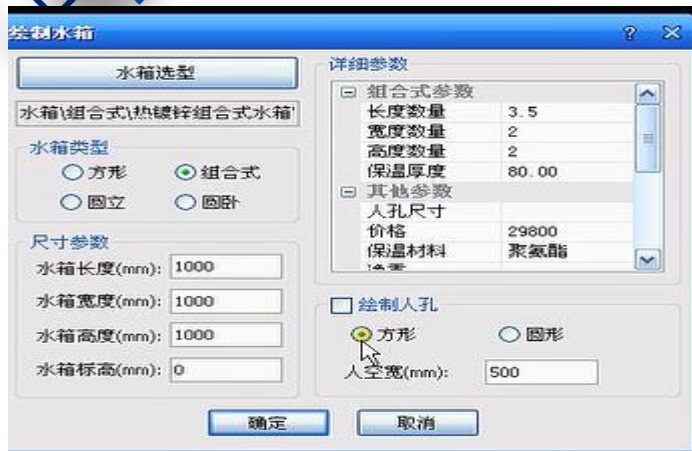 绘制水箱
水箱选型
水箱\组合式\热镀锌组合式水箱'
水箱类型
方形 组合式
圆立 圆卧
尺寸参数
水箱长度(mm): 1000
水箱宽度(mm): 1000
水箱高度(mm): 1000
水箱标高(mm): 0
详细参数
组合式参数
长度数量 3.5
宽度数量 2
高度数量 2
保温厚度 80.00
其他参数
人孔尺寸
价格 29800
保温材料 聚氨酯
绘制人孔
方形 圆形
人空宽(mm): 500
确定 取消